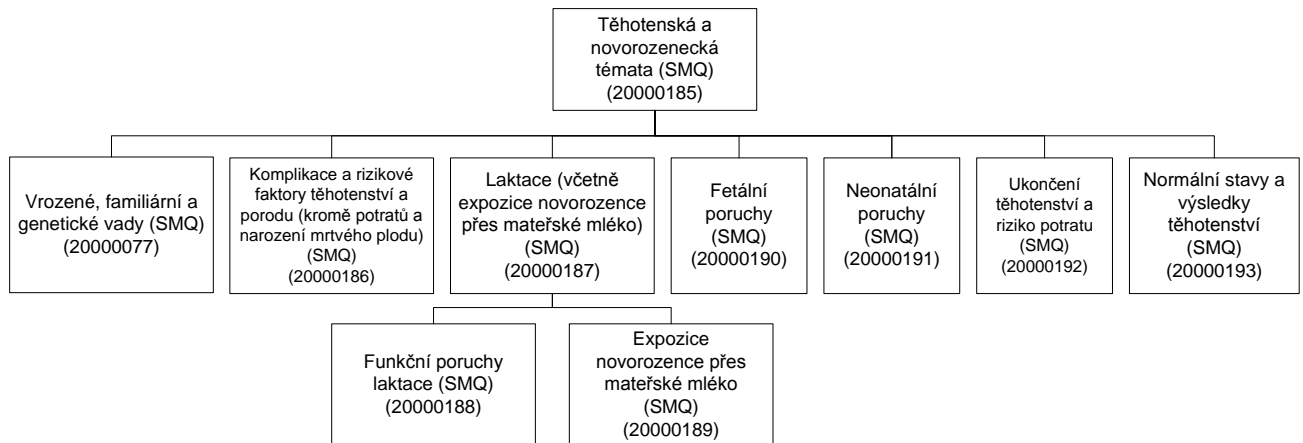 Těhotenská a
novorozenecká
témata (SMQ)
(20000185)
Vrozené, familiární a
genetické vady (SMQ)
(20000077)
Komplikace a rizikové
faktory těhotenství a
porodu (kromě potratů a
narození mrtvého plodu)
(SMQ)
(20000186)
Laktace (včetně
expozice novorozence
přes mateřské mléko)
(SMQ)
(20000187)
Fetální
poruchy
(SMQ)
(20000190)
Neonatální
poruchy
(SMQ)
(20000191)
Ukončení
těhotenství a
riziko potratu
(SMQ)
(20000192)
Normální stavy a
výsledky
těhotenství
(SMQ)
(20000193)
Funkční poruchy
laktace (SMQ)
(20000188)
Expozice
novorozence přes
mateřské mléko
(SMQ)
(20000189)